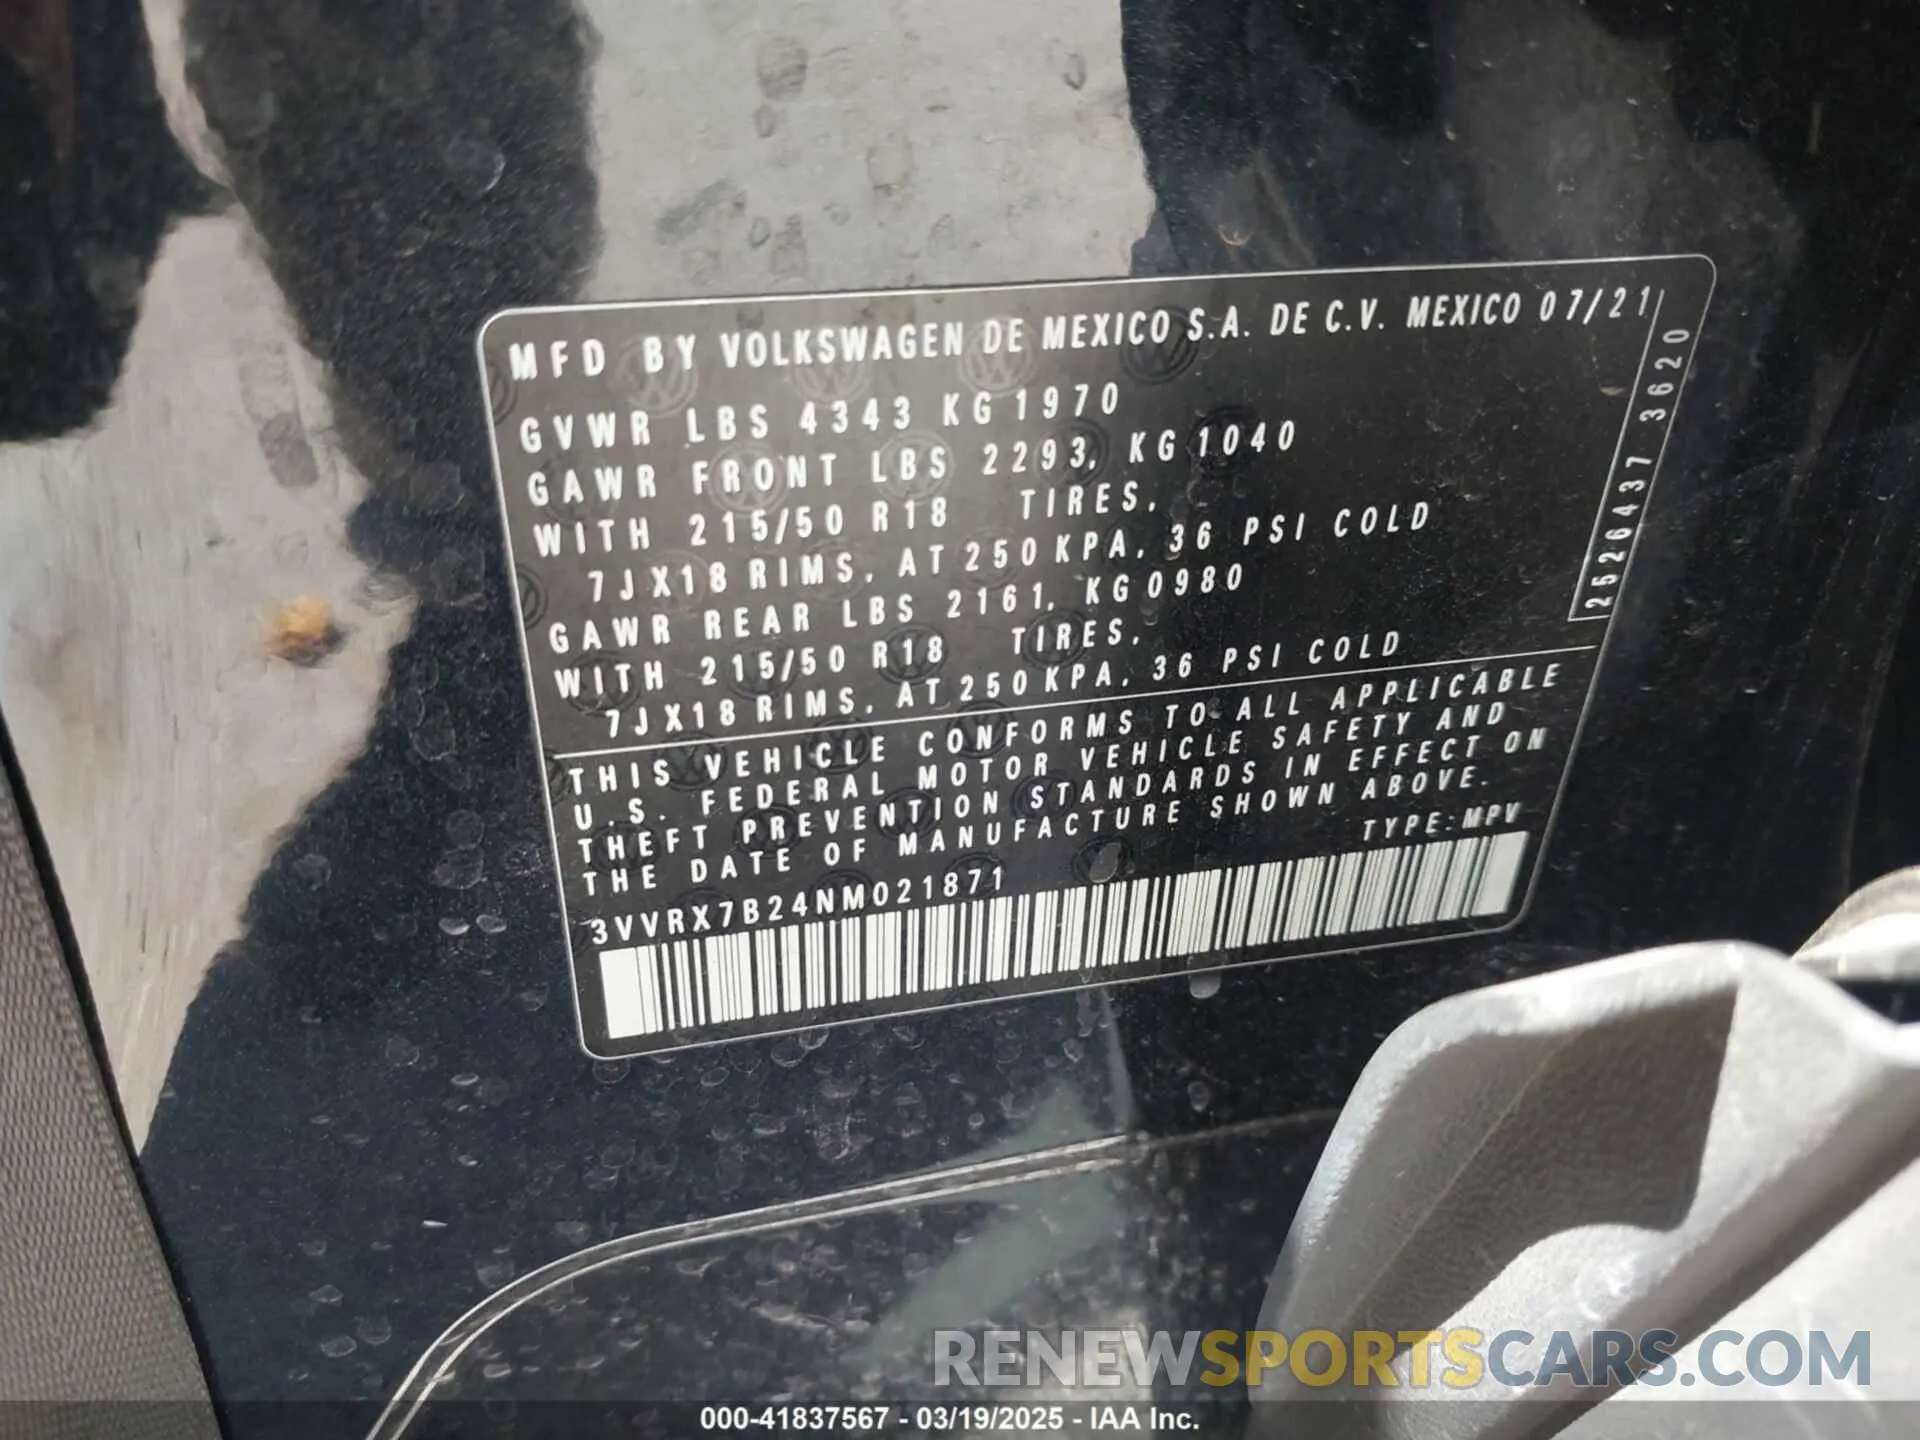 MFD BY VOLKSWAGEN DE MEXICO S.A. DE C.V. MEXICO 07/21
GVWR LBS 4343 KG 1970
GAWR FRONT LBS 2293, KG 1040
WITH 215/50 R18 TIRES,
7JX18 RIMS, AT 250 KPA, 36 PSI COLD
GAWR REAR LBS 2161, KG 0980
WITH 215/50 R18 TIRES,
7JX18 RIMS, AT 250 KPA, 36 PSI COLD
2526437 3620
THIS VEHICLE CONFORMS TO ALL APPLICABLE
U.S. FEDERAL MOTOR VEHICLE SAFETY AND
THEFT PREVENTION STANDARDS IN EFFECT ON
THE DATE OF MANUFACTURE SHOWN ABOVE.
TYPE: MPV
3VVRX7B24NM021871
RENEWSPORTSCARS.COM
000-41837567 - 03/19/2025 - IAA Inc.